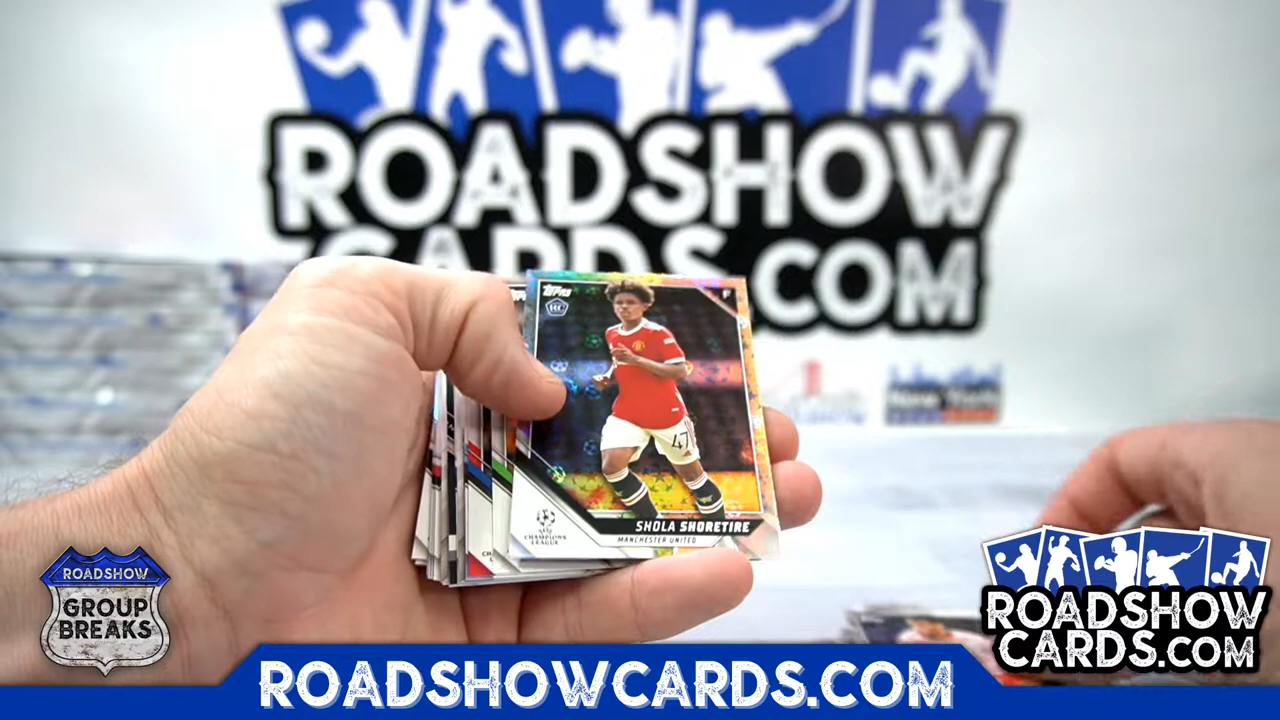 ROADSHOW
CARDS.COM
Topps
RC
F
47
SHOLA SHORETIRE
MANCHESTER UNITED
UEFA
CHAMPIONS
LEAGUE
New York
ROADSHOW
GROUP
BREAKS
ROADSHOW
CARDS.COM
ROADSHOWCARDS.COM